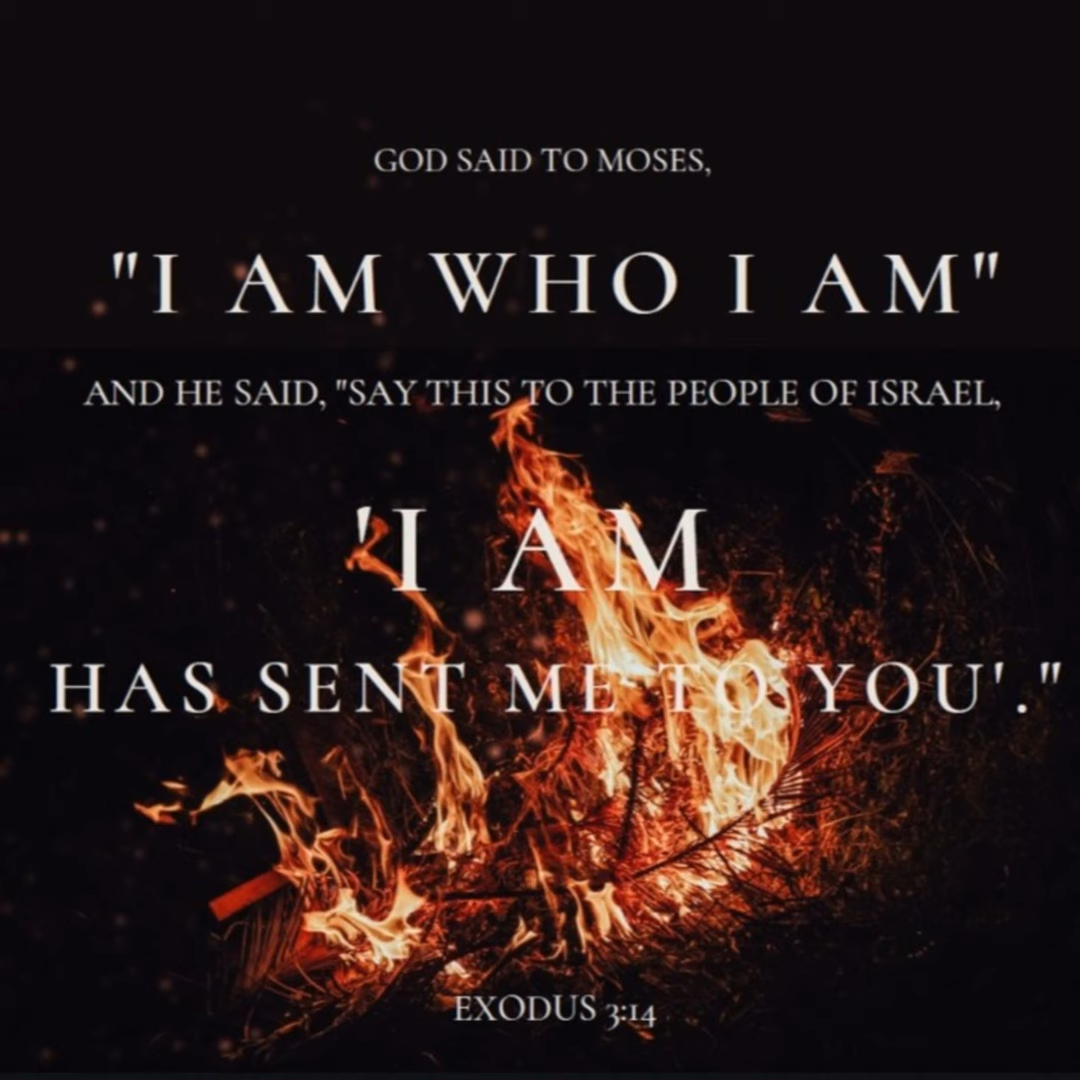 GOD SAID TO MOSES,
"I AM WHO I AM"
AND HE SAID, "SAY THIS TO THE PEOPLE OF ISRAEL,
'I AM
HAS SENT ME TO YOU'."
EXODUS 3:14